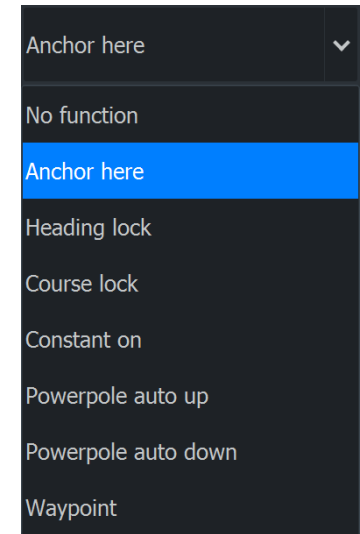 Anchor here
No function
Anchor here
Heading lock
Course lock
Constant on
Powerpole auto up
Powerpole auto down
Waypoint